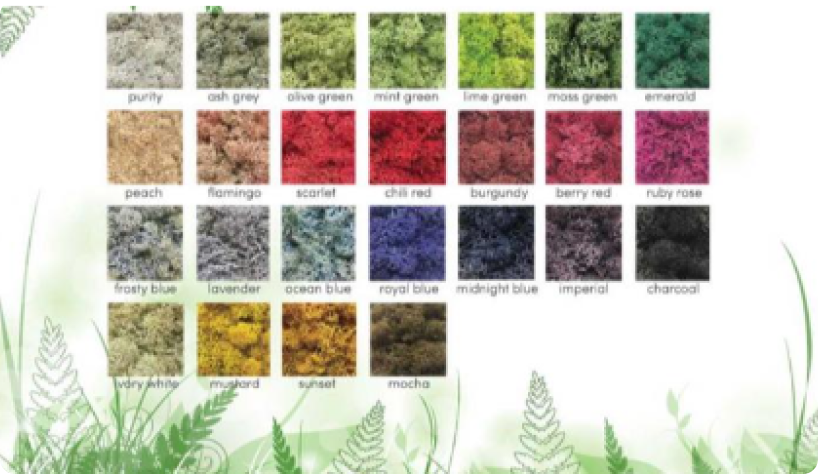 purity ash grey olive green mint green lime green moss green emerald
peach flamingo scarlet chili red burgundy berry red ruby rose
frosty blue lavender ocean blue royal blue midnight blue imperial charcoal
ivory white mustard sunset mocha